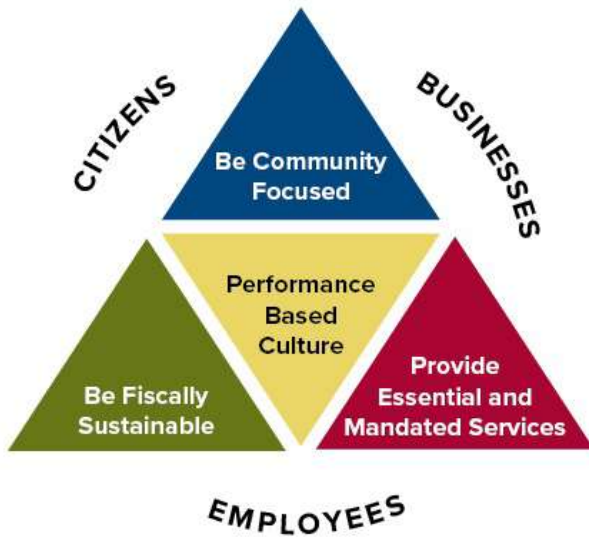 CITIZENS
BUSINESSES
Be Community
Focused
Performance
Based
Culture
Be Fiscally
Sustainable
Provide
Essential and
Mandated Services
EMPLOYEES